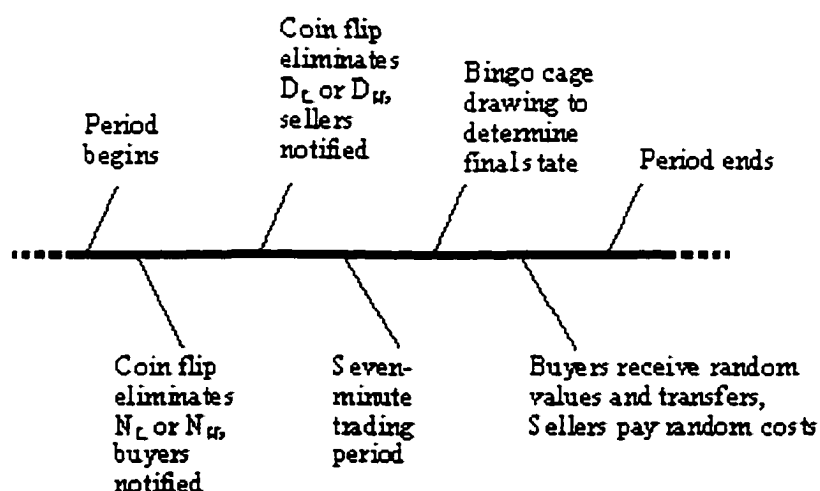 Period
begins
Coin flip
eliminates
D_L or D_H,
sellers
notified
Bingo cage
drawing to
determine
final state
Period ends
Coin flip
eliminates
N_L or N_H,
buyers
notified
Seven-
minute
trading
period
Buyers receive random
values and transfers,
Sellers pay random costs